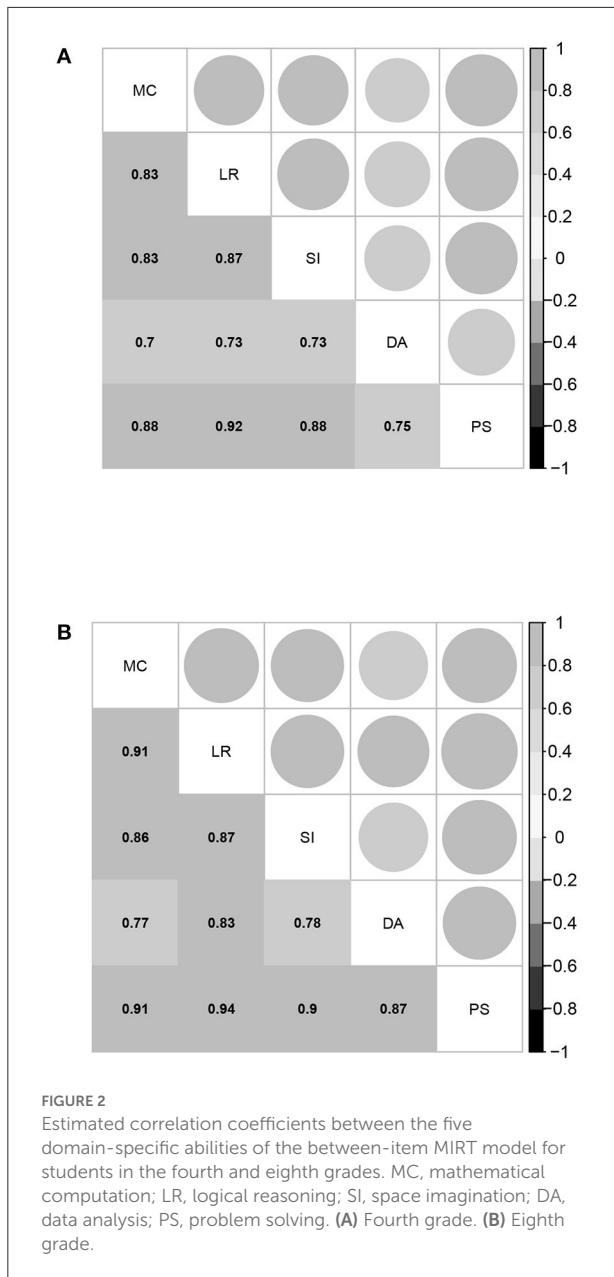 A
MC
0.83 LR
0.83 0.87 SI
0.7 0.73 0.73 DA
0.88 0.92 0.88 0.75 PS
1
0.8
0.6
0.4
0.2
0
−0.2
−0.4
−0.6
−0.8
−1
B
MC
0.91 LR
0.86 0.87 SI
0.77 0.83 0.78 DA
0.91 0.94 0.9 0.87 PS
1
0.8
0.6
0.4
0.2
0
−0.2
−0.4
−0.6
−0.8
−1
FIGURE 2
Estimated correlation coefficients between the five
domain-specific abilities of the between-item MIRT model for
students in the fourth and eighth grades. MC, mathematical
computation; LR, logical reasoning; SI, space imagination; DA,
data analysis; PS, problem solving. (A) Fourth grade. (B) Eighth
grade.